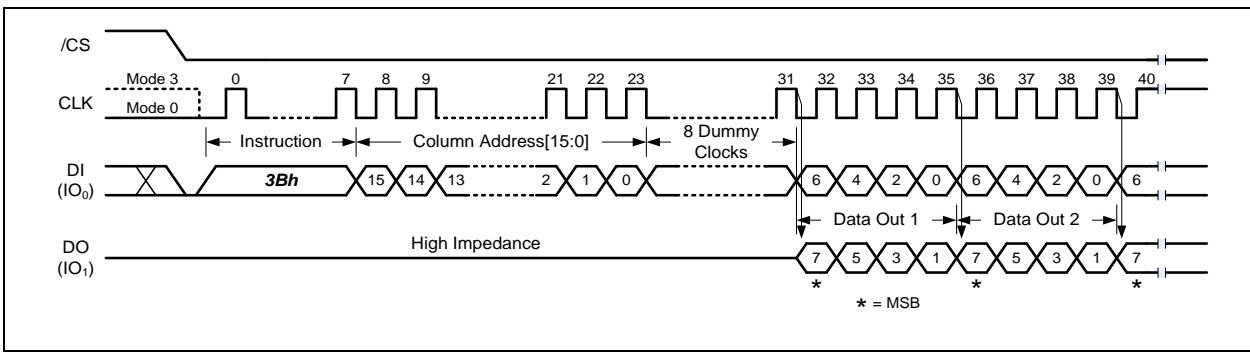 /CS
Mode 3 0 7 8 9 21 22 23 31 32 33 34 35 36 37 38 39 40
CLK
Mode 0
Instruction Column Address[15:0] 8 Dummy Clocks
DI
(IO0)
3Bh 15 14 13 2 1 0 6 4 2 0 6 4 2 0 6
Data Out 1 Data Out 2
DO
(IO1)
High Impedance
7 5 3 1 7 5 3 1 7
* * *
* = MSB